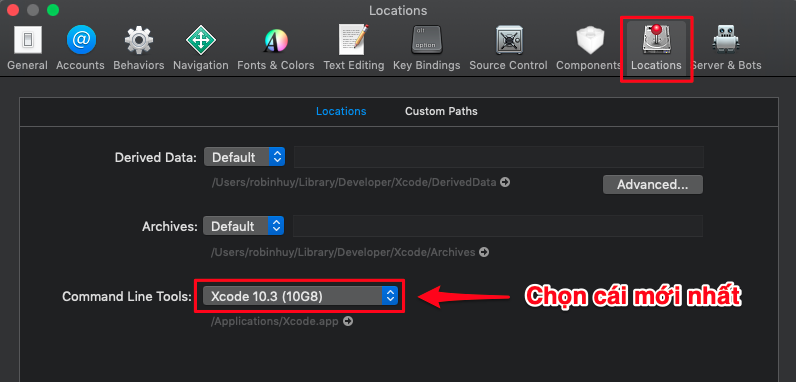 Locations
General Accounts Behaviors Navigation Fonts & Colors Text Editing Key Bindings Source Control Components Locations Server & Bots
Locations Custom Paths
Derived Data: Default
/Users/robinhuy/Library/Developer/Xcode/DerivedData
Advanced...
Archives: Default
/Users/robinhuy/Library/Developer/Xcode/Archives
Command Line Tools: Xcode 10.3 (10G8) Chọn cái mới nhất
/Applications/Xcode.app